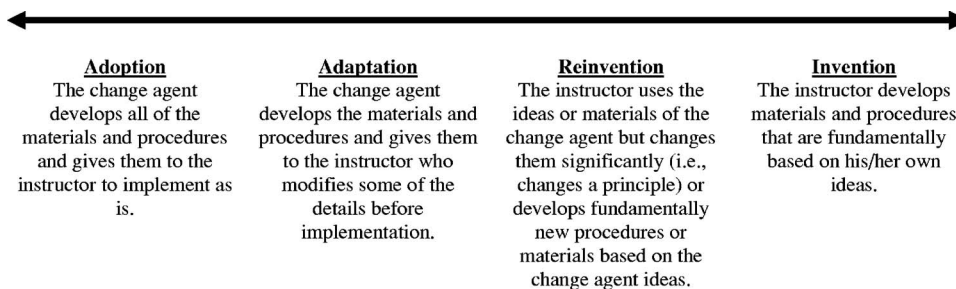 Adoption
The change agent
develops all of the
materials and procedures
and gives them to the
instructor to implement as
is.
Adaptation
The change agent
develops the materials and
procedures and gives them
to the instructor who
modifies some of the
details before
implementation.
Reinvention
The instructor uses the
ideas or materials of the
change agent but changes
them significantly (i.e.,
changes a principle) or
develops fundamentally
new procedures or
materials based on the
change agent ideas.
Invention
The instructor develops
materials and procedures
that are fundamentally
based on his/her own
ideas.